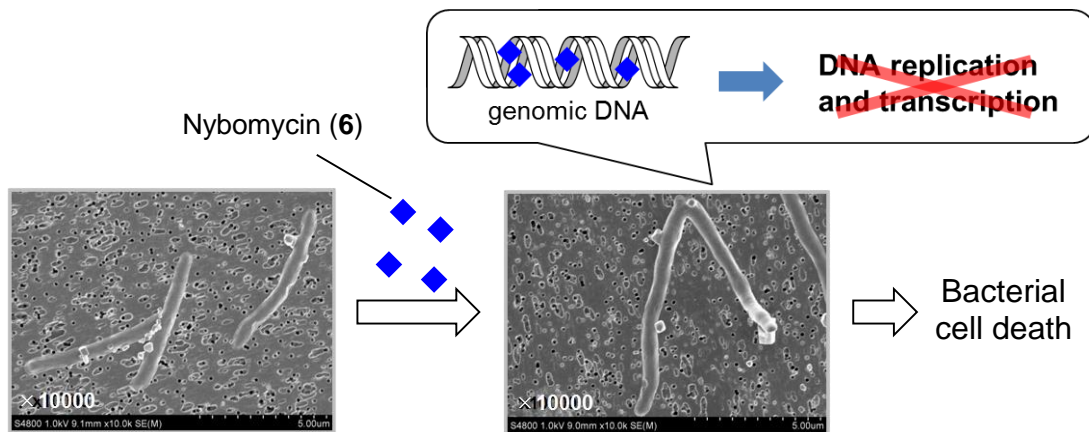 DNA replication
and transcription
genomic DNA
Nybomycin (6)
×10000
S4800 1.0kV 9.1mm x10.0k SE(M) 5.00um
×10000
S4800 1.0kV 9.0mm x10.0k SE(M) 5.00um
Bacterial
cell death